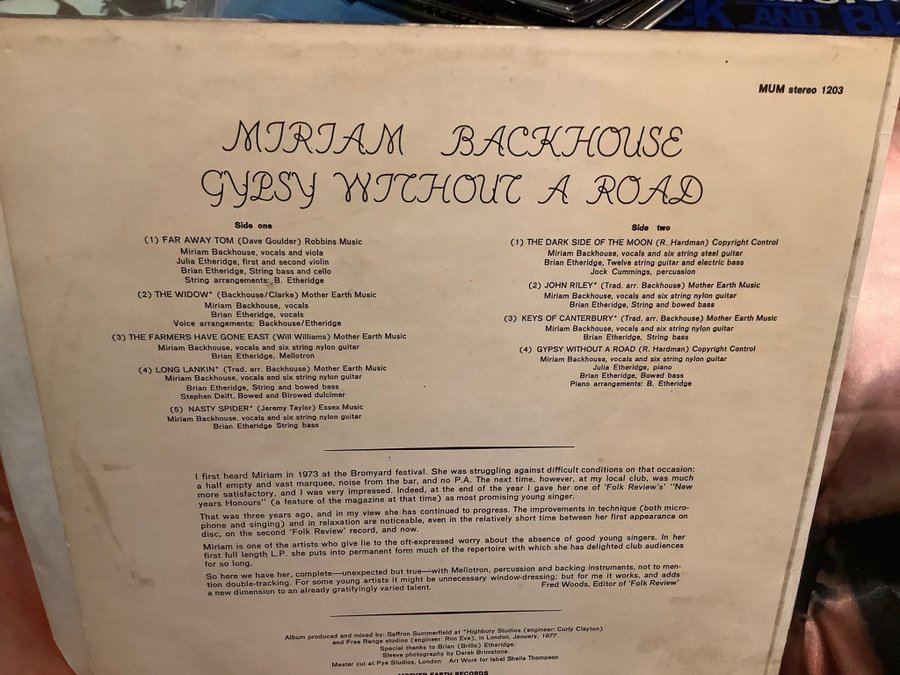 CK AND BL
MUM stereo 1203
MIRIAM BACKHOUSE
GYPSY WITHOUT A ROAD
Side one
(1) FAR AWAY TOM (Dave Goulder) Robbins Music
Miriam Backhouse, vocals and viola
Julia Etheridge, first and second violin
Brian Etheridge, String bass and cello
String arrangements: B. Etheridge
(2) THE WIDOW* (Backhouse/Clarke) Mother Earth Music
Miriam Backhouse, vocals
Brian Etheridge, vocals
Voice arrangements: Backhouse/Etheridge
(3) THE FARMERS HAVE GONE EAST (Will Williams) Mother Earth Music
Miriam Backhouse, vocals and six string nylon guitar
Brian Etheridge, Mellotron
(4) LONG LANKIN* (Trad. arr. Backhouse) Mother Earth Music
Miriam Backhouse, vocals and six string nylon guitar
Brian Etheridge, String and bowed bass
Stephen Delft, Bowed and Birowed dulcimer
(5) NASTY SPIDER* (Jeremy Taylor) Essex Music
Miriam Backhouse, vocals and six string nylon guitar
Brian Etheridge String bass
Side two
(1) THE DARK SIDE OF THE MOON (R. Hardman) Copyright Control
Miriam Backhouse, vocals and six string steel guitar
Brian Etheridge, Twelve string guitar and electric bass
Jock Cummings, percussion
(2) JOHN RILEY* (Trad. arr. Backhouse) Mother Earth Music
Miriam Backhouse, vocals and six string nylon guitar
Brian Etheridge, String and bowed bass
(3) KEYS OF CANTERBURY* (Trad. arr. Backhouse) Mother Earth Music
Miriam Backhouse, vocals and six string nylon guitar
Brian Etheridge, String bass
(4) GYPSY WITHOUT A ROAD (R. Hardman) Copyright Control
Miriam Backhouse, vocals and six string nylon guitar
Julia Etheridge, piano
Brian Etheridge, Bowed bass
Piano arrangements: B. Etheridge
I first heard Miriam in 1973 at the Bromyard festival. She was struggling against difficult conditions on that occasion:
a half empty and vast marquee, noise from the bar, and no P.A. The next time, however, at my local club, was much
more satisfactory, and I was very impressed. Indeed, at the end of the year I gave her one of 'Folk Review's' "New
years Honours" (a feature of the magazine at that time) as most promising young singer.
That was three years ago, and in my view she has continued to progress. The improvements in technique (both micro-
phone and singing) and in relaxation are noticeable, even in the relatively short time between her first appearance on
disc, on the second 'Folk Review' record, and now.
Miriam is one of the artists who give lie to the oft-expressed worry about the absence of good young singers. In her
first full length L.P. she puts into permanent form much of the repertoire with which she has delighted club audiences
for so long.
So here we have her, complete—unexpected but true—with Mellotron, percussion and backing instruments, not to men-
tion double-tracking. For some young artists it might be unnecessary window-dressing; but for me it works, and adds
a new dimension to an already gratifyingly varied talent. Fred Woods, Editor of 'Folk Review'
Album produced and mixed by: Saffron Summerfield at *Highbury Studios (engineer: Curly Clayton)
and Free Range studios (engineer: Ron Eve), in London, January, 1977.
Special thanks to Brian (Brillo) Etheridge.
Sleeve photography by Derek Brimstone.
Master cut at Pye Studios, London Art Work for label Sheila Thompson
MOTHER EARTH RECORDS